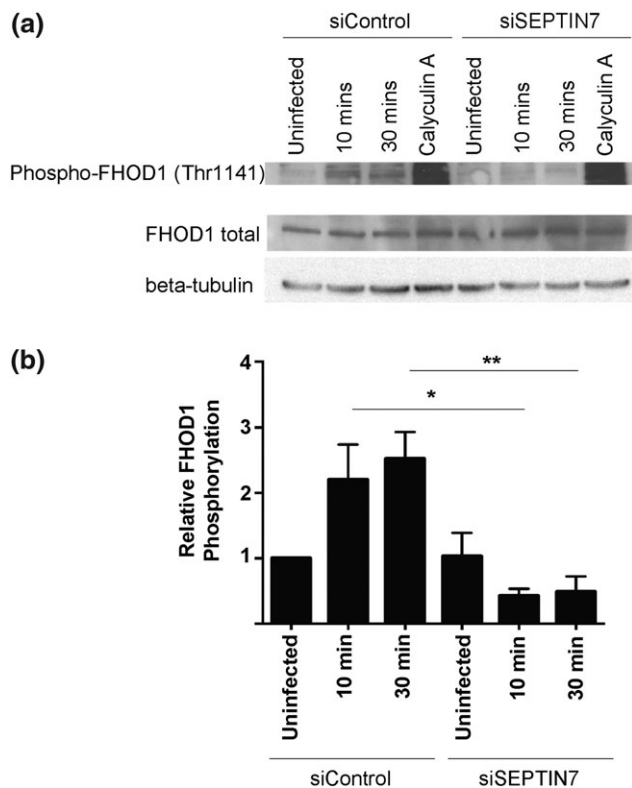 (a)
siControl siSEPTIN7
Uninfected 10 mins 30 mins Calyculin A Uninfected 10 mins 30 mins Calyculin A
Phospho-FHOD1 (Thr1141)
FHOD1 total
beta-tubulin
(b)
Relative FHOD1
Phosphorylation
4
3
2
1
*
**
Uninfected 10 min 30 min Uninfected 10 min 30 min
siControl siSEPTIN7